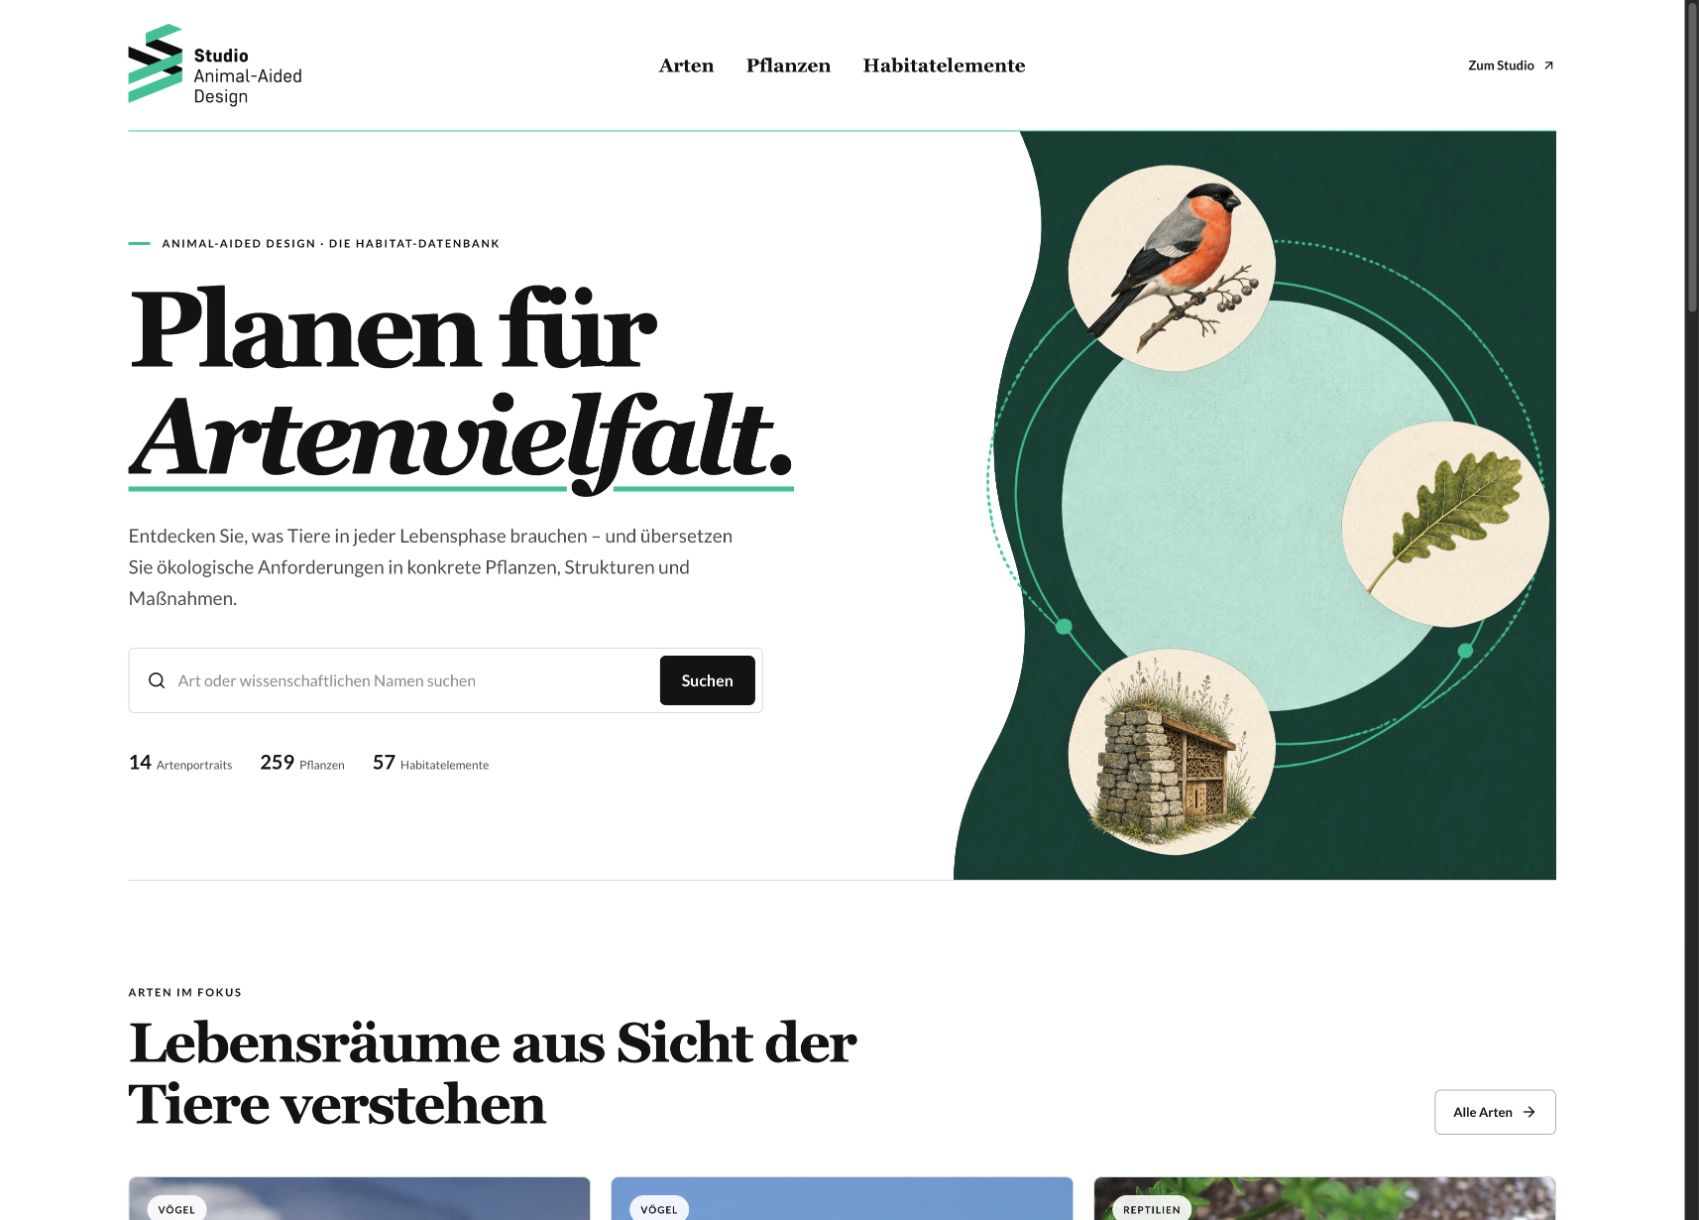 Studio
Animal-Aided
Design
Arten
Pflanzen
Habitatelemente
Zum Studio
ANIMAL-AIDED DESIGN · DIE HABITAT-DATENBANK
Planen für
Artenvielfalt.
Entdecken Sie, was Tiere in jeder Lebensphase brauchen – und übersetzen
Sie ökologische Anforderungen in konkrete Pflanzen, Strukturen und
Maßnahmen.
Art oder wissenschaftlichen Namen suchen
Suchen
14 Artenportraits
259 Pflanzen
57 Habitatelemente
ARTEN IM FOKUS
Lebensräume aus Sicht der
Tiere verstehen
Alle Arten
VÖGEL
VÖGEL
REPTILIEN